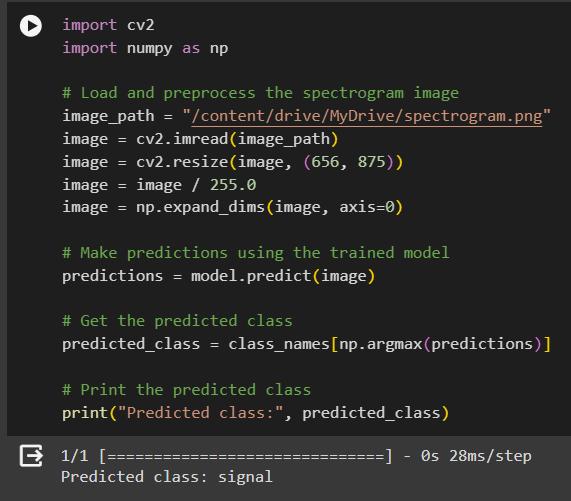 import cv2
import numpy as np
# Load and preprocess the spectrogram image
image_path = "/content/drive/MyDrive/spectrogram.png"
image = cv2.imread(image_path)
image = cv2.resize(image, (656, 875))
image = image / 255.0
image = np.expand_dims(image, axis=0)
# Make predictions using the trained model
predictions = model.predict(image)
# Get the predicted class
predicted_class = class_names[np.argmax(predictions)]
# Print the predicted class
print("Predicted class:", predicted_class)
1/1 [==============================] - 0s 28ms/step
Predicted class: signal